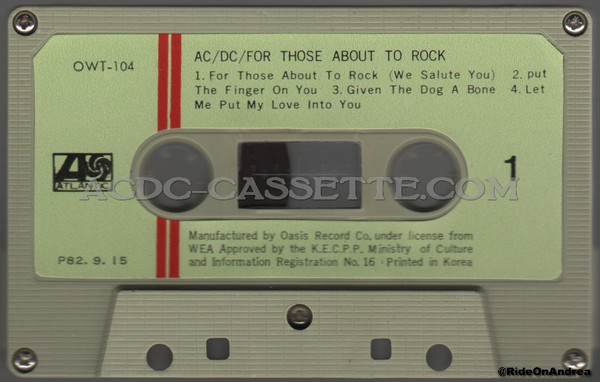 OWT-104
AC/DC/FOR THOSE ABOUT TO ROCK
1. For Those About To Rock (We Salute You) 2. put
The Finger On You 3. Given The Dog A Bone 4. Let
Me Put My Love Into You
ATLANTIC
1
ACDC-CASSETTE.COM
Manufactured by Oasis Record Co. under license from
WEA. Approved by the K.E.C.P.P. Ministry of Culture
and Information Registration No. 16 · Printed in Korea
P82. 9. 15
@RideOnAndrea